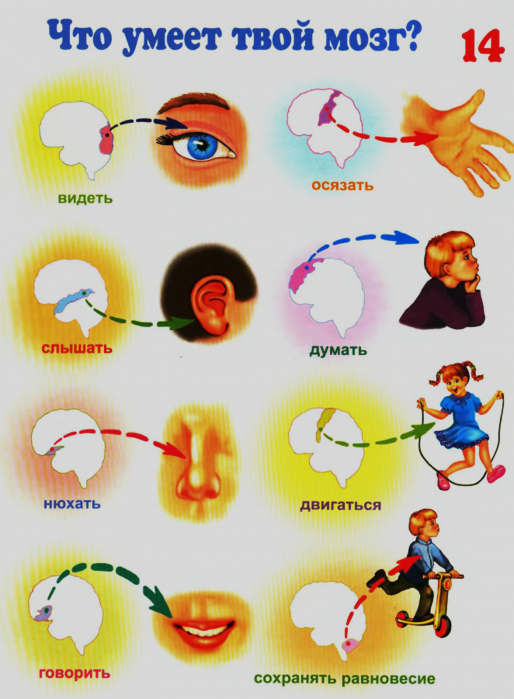 Что умеет твой мозг?
14
видеть
осязать
слышать
думать
нюхать
двигаться
говорить
сохранять равновесие